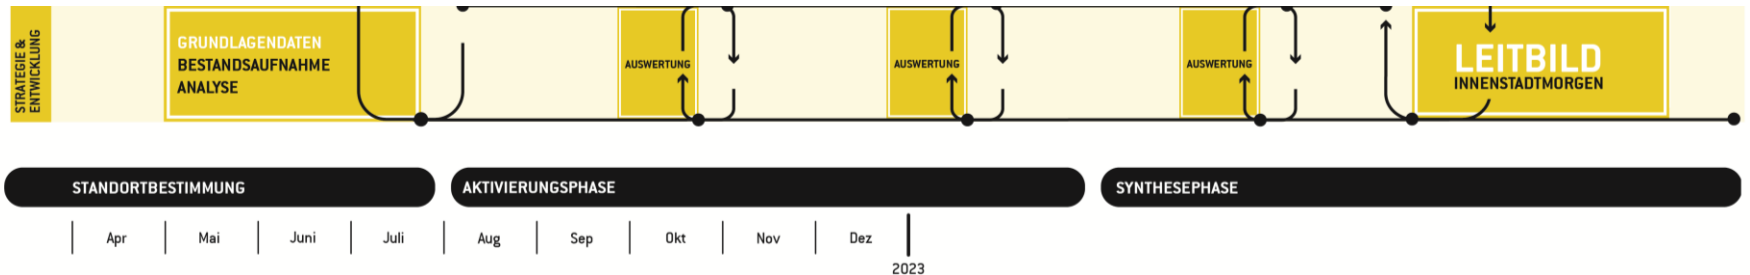 STRATEGIE &
ENTWICKLUNG
GRUNDLAGENDATEN
BESTANDSAUFNAHME
ANALYSE
AUSWERTUNG
AUSWERTUNG
AUSWERTUNG
LEITBILD
INNENSTADTMORGEN
STANDORTBESTIMMUNG
AKTIVIERUNGSPHASE
SYNTHESEPHASE
Apr
Mai
Juni
Juli
Aug
Sep
Okt
Nov
Dez
2023